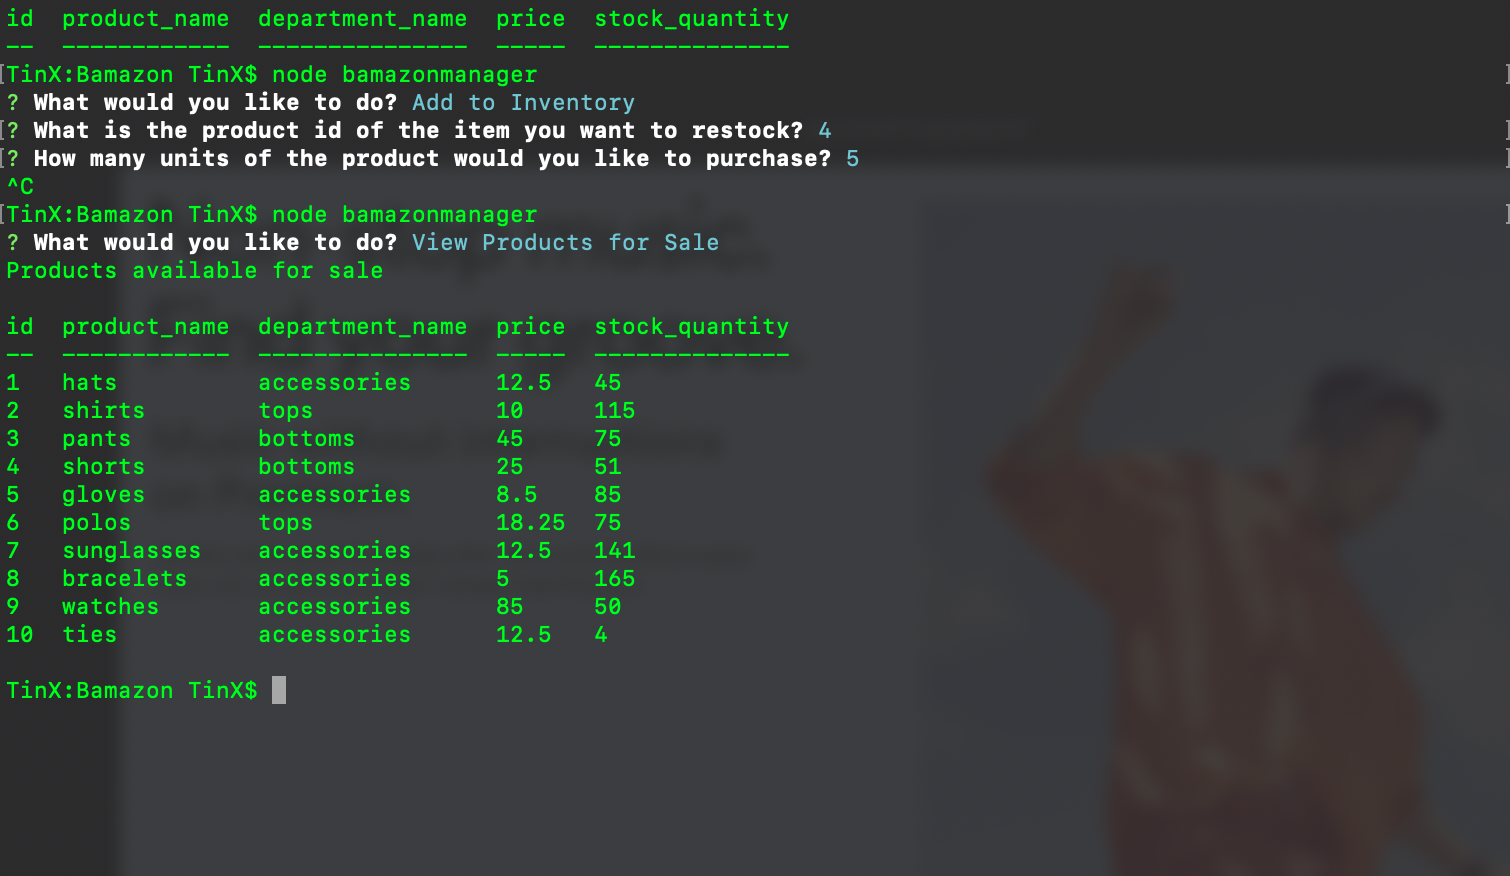 id  product_name  department_name  price  stock_quantity
--  ------------  ---------------  -----  --------------
[TinX:Bamazon TinX$ node bamazonmanager ]
? What would you like to do? Add to Inventory
[? What is the product id of the item you want to restock? 4 ]
[? How many units of the product would you like to purchase? 5 ]
^C
[TinX:Bamazon TinX$ node bamazonmanager ]
? What would you like to do? View Products for Sale
Products available for sale
id  product_name  department_name  price  stock_quantity
--  ------------  ---------------  -----  --------------
1   hats          accessories      12.5   45
2   shirts        tops             10     115
3   pants         bottoms          45     75
4   shorts        bottoms          25     51
5   gloves        accessories      8.5    85
6   polos         tops             18.25  75
7   sunglasses    accessories      12.5   141
8   bracelets     accessories      5      165
9   watches       accessories      85     50
10  ties          accessories      12.5   4
TinX:Bamazon TinX$